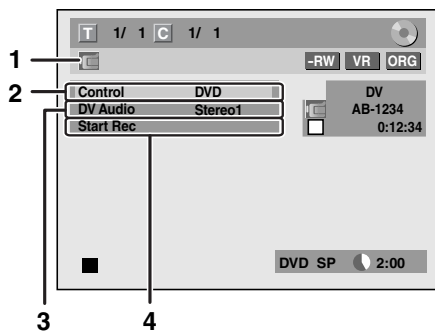 T 1/ 1 C 1/ 1
1
-RW VR ORG
2
Control DVD
DV Audio Stereo1
Start Rec
DV
AB-1234
0:12:34
DVD SP 2:00
3 4